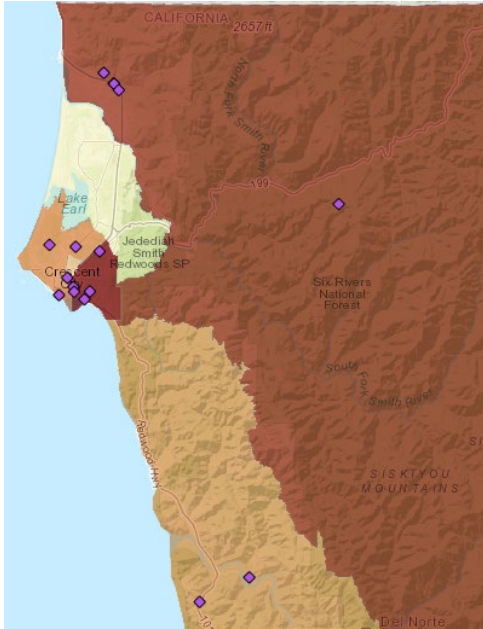 CALIFORNIA
2657 ft
North Fork Smith River
199
Lake
Earl
Jedediah
Smith
Redwoods SP
Crescent
City
Six Rivers
National
Forest
South Fork
Smith River
Redwood Hwy
SISKIYOU
MOUNTAINS
Del Norte